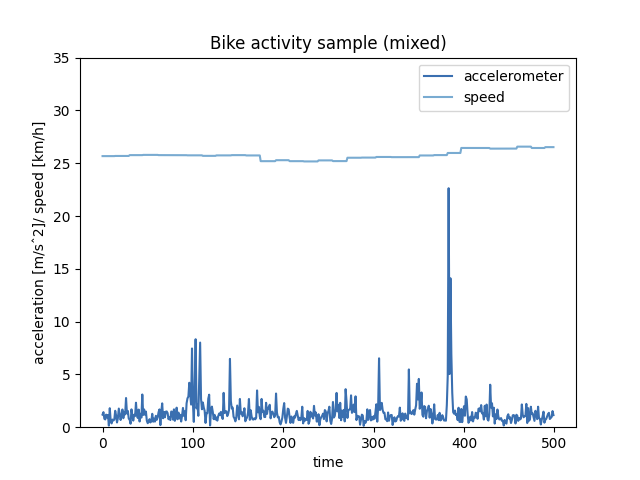 Bike activity sample (mixed)
accelerometer
speed
acceleration [m/s^2]/ speed [km/h]
35
30
25
20
15
10
5
0
0 100 200 300 400 500
time